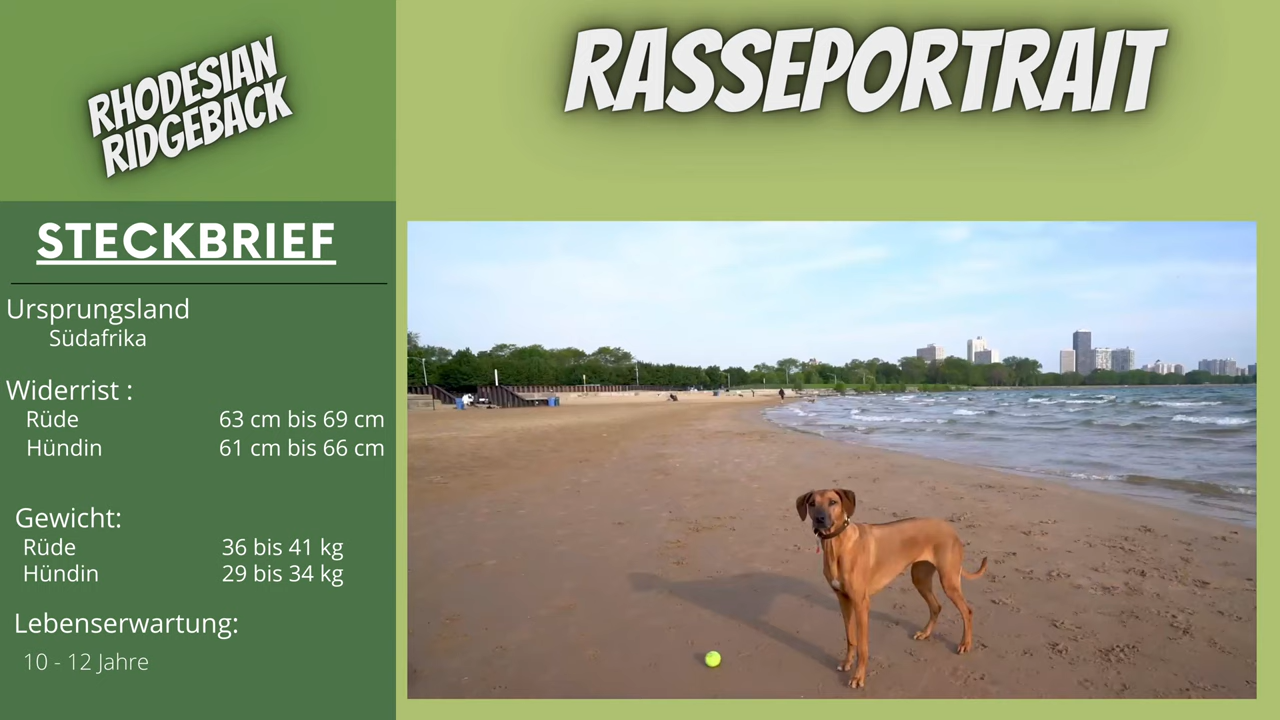 RHODESIAN
RIDGEBACK
RASSEPORTRAIT
STECKBRIEF
Ursprungsland
Südafrika
Widerrist :
Rüde 63 cm bis 69 cm
Hündin 61 cm bis 66 cm
Gewicht:
Rüde 36 bis 41 kg
Hündin 29 bis 34 kg
Lebenserwartung:
10 - 12 Jahre